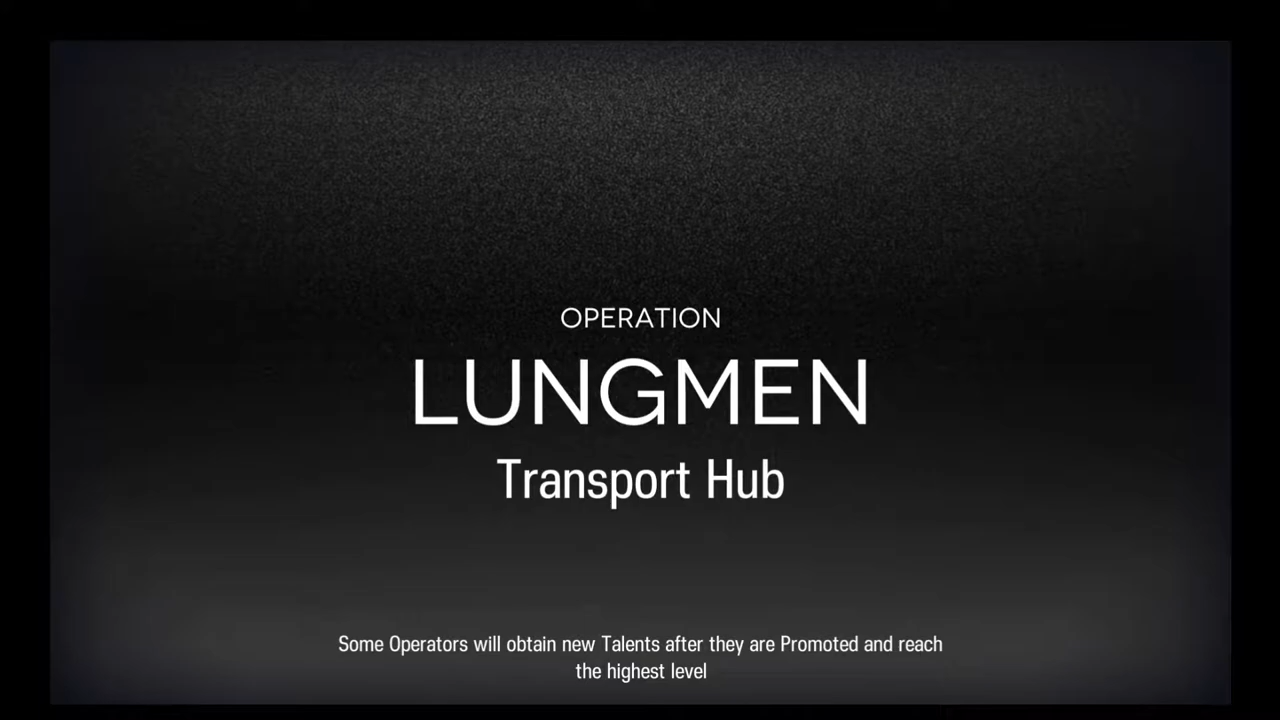 OPERATION
LUNGMEN
Transport Hub
Some Operators will obtain new Talents after they are Promoted and reach
the highest level